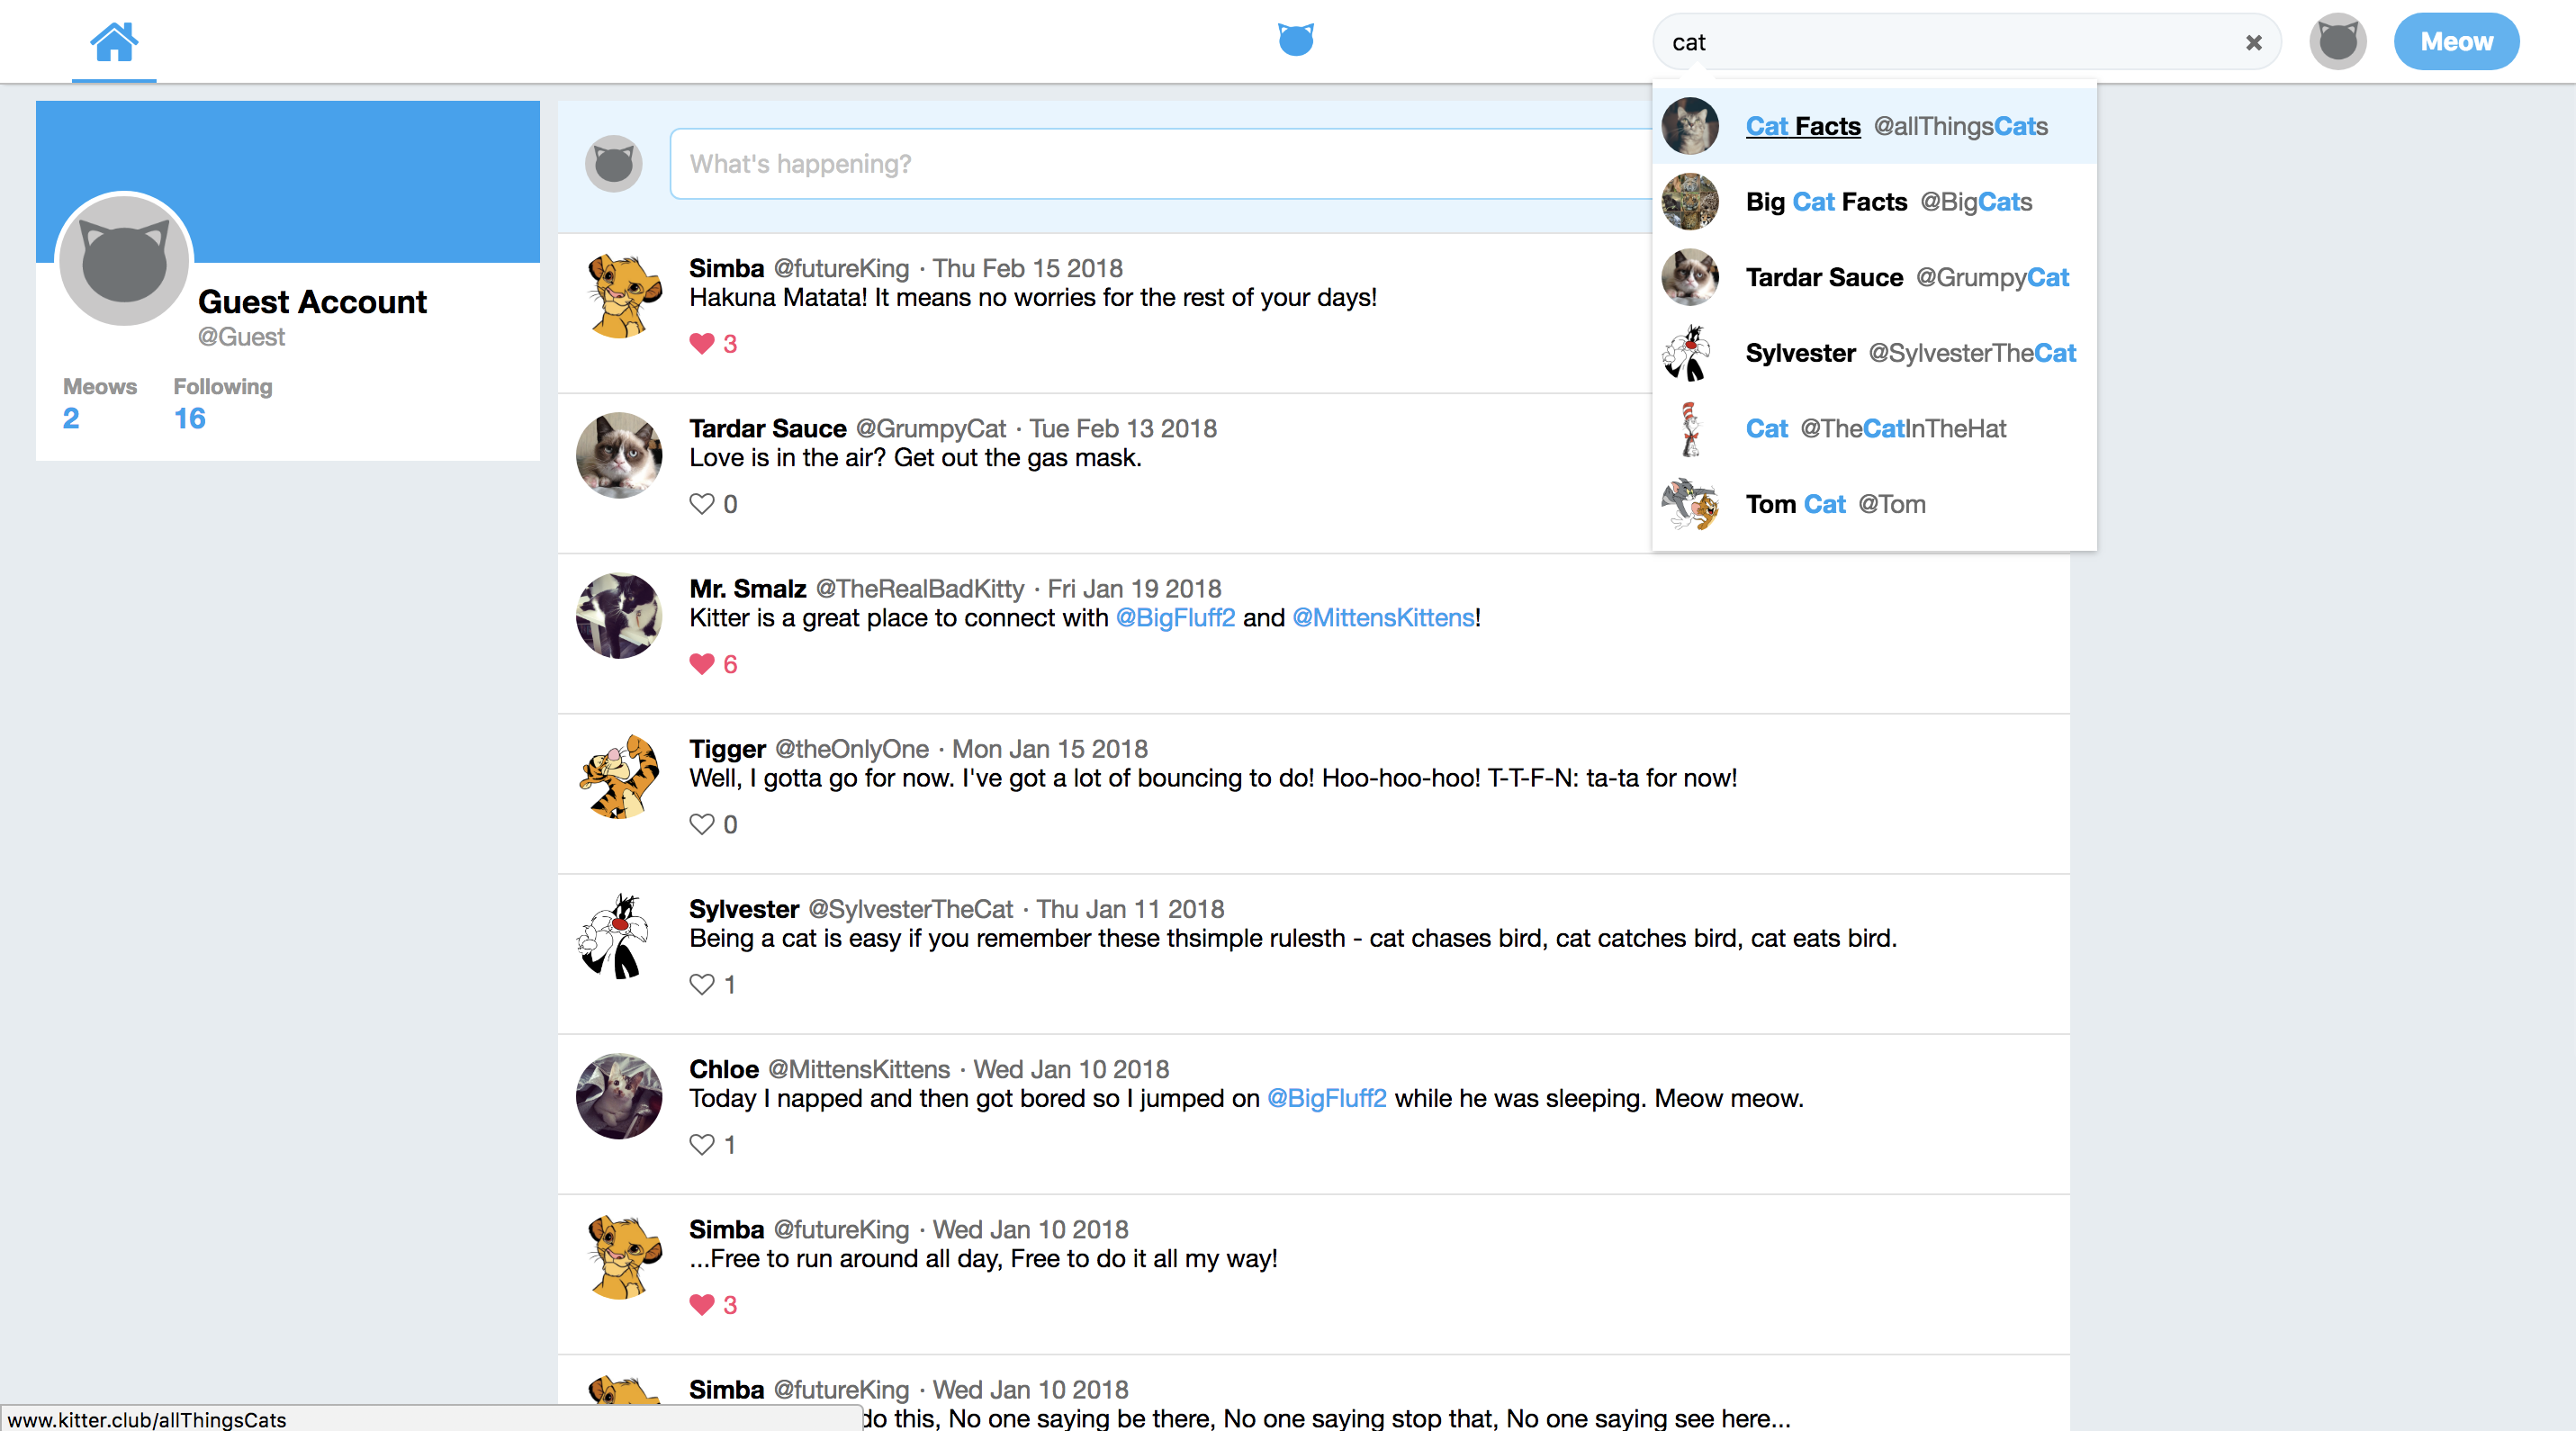 cat
Meow
Cat Facts @allThingsCats
Big Cat Facts @BigCats
Tardar Sauce @GrumpyCat
Sylvester @SylvesterTheCat
Cat @TheCatInTheHat
Tom Cat @Tom
Guest Account
@Guest
Meows Following
2 16
What's happening?
Simba @futureKing · Thu Feb 15 2018
Hakuna Matata! It means no worries for the rest of your days!
3
Tardar Sauce @GrumpyCat · Tue Feb 13 2018
Love is in the air? Get out the gas mask.
0
Mr. Smalz @TheRealBadKitty · Fri Jan 19 2018
Kitter is a great place to connect with @BigFluff2 and @MittensKittens!
6
Tigger @theOnlyOne · Mon Jan 15 2018
Well, I gotta go for now. I've got a lot of bouncing to do! Hoo-hoo-hoo! T-T-F-N: ta-ta for now!
0
Sylvester @SylvesterTheCat · Thu Jan 11 2018
Being a cat is easy if you remember these thsimple rulesth - cat chases bird, cat catches bird, cat eats bird.
1
Chloe @MittensKittens · Wed Jan 10 2018
Today I napped and then got bored so I jumped on @BigFluff2 while he was sleeping. Meow meow.
1
Simba @futureKing · Wed Jan 10 2018
...Free to run around all day, Free to do it all my way!
3
Simba @futureKing · Wed Jan 10 2018
do this, No one saying be there, No one saying stop that, No one saying see here...
www.kitter.club/allThingsCats